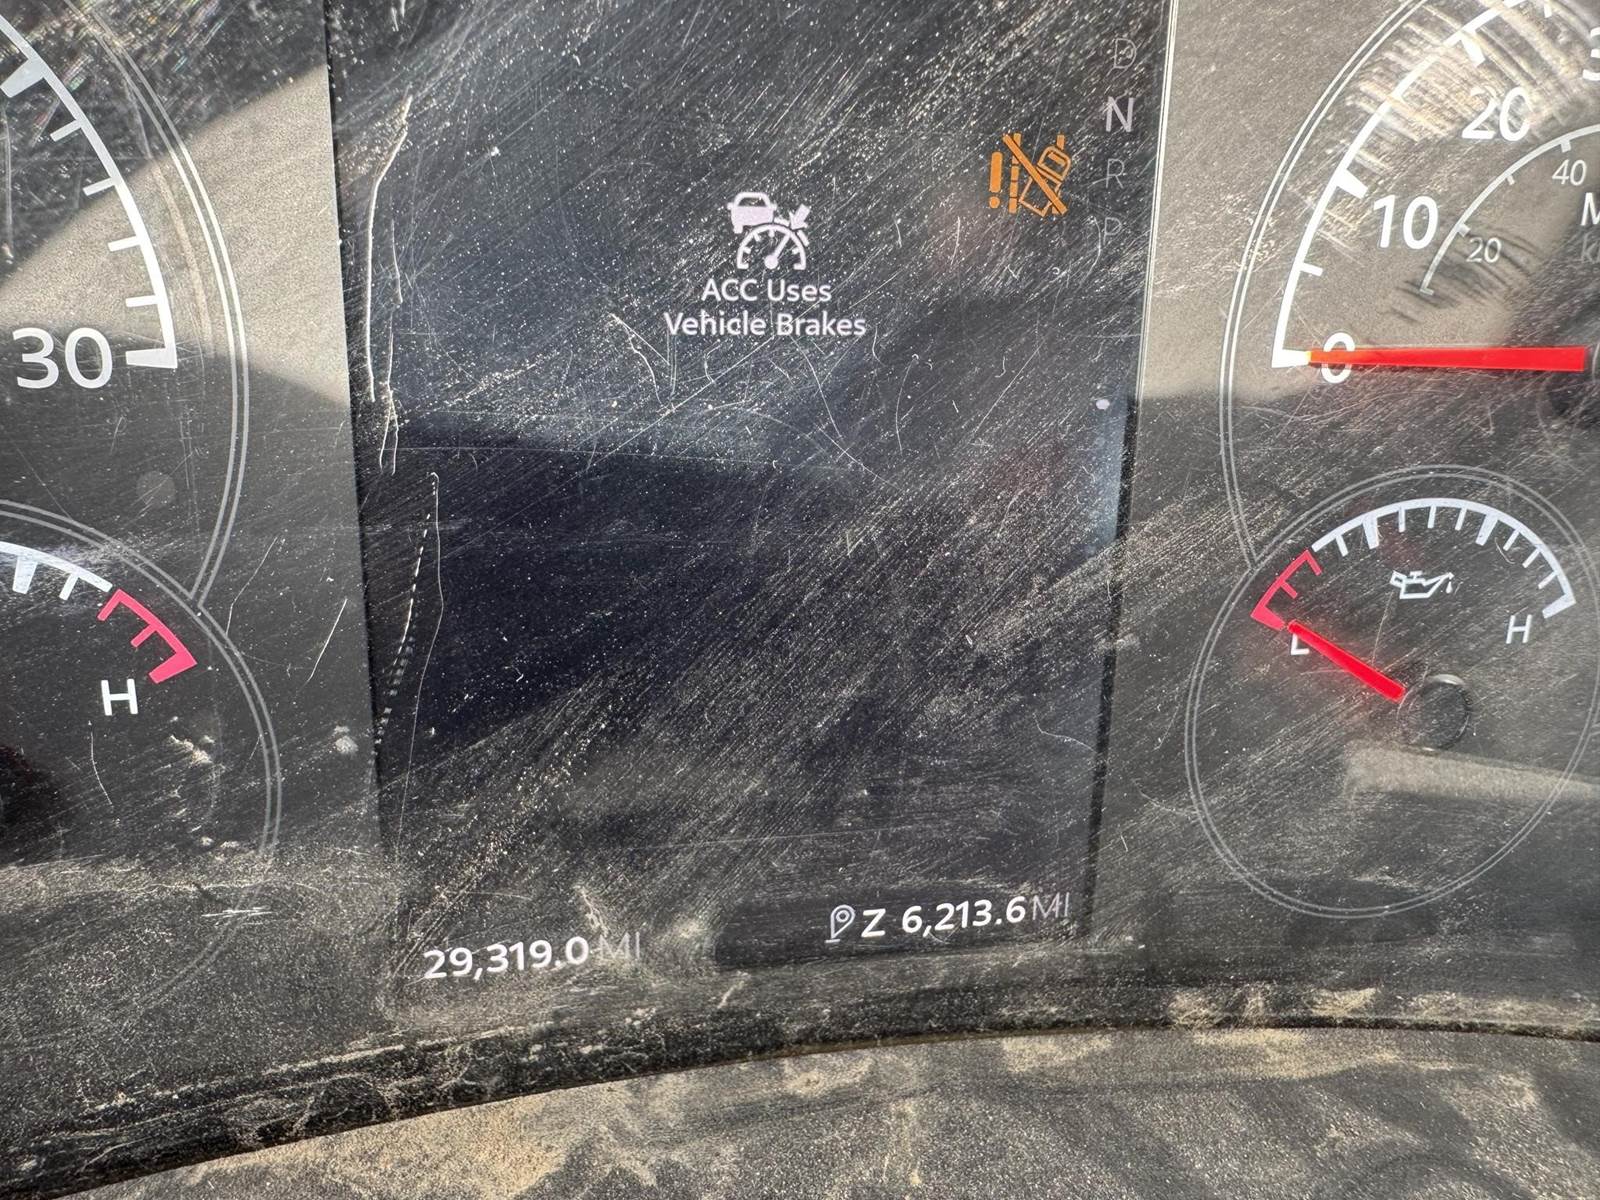 D
N
R
P
ACC Uses
Vehicle Brakes
30
20
10
0
40
20
H
L
H
29,319.0 MI
Z 6,213.6 MI